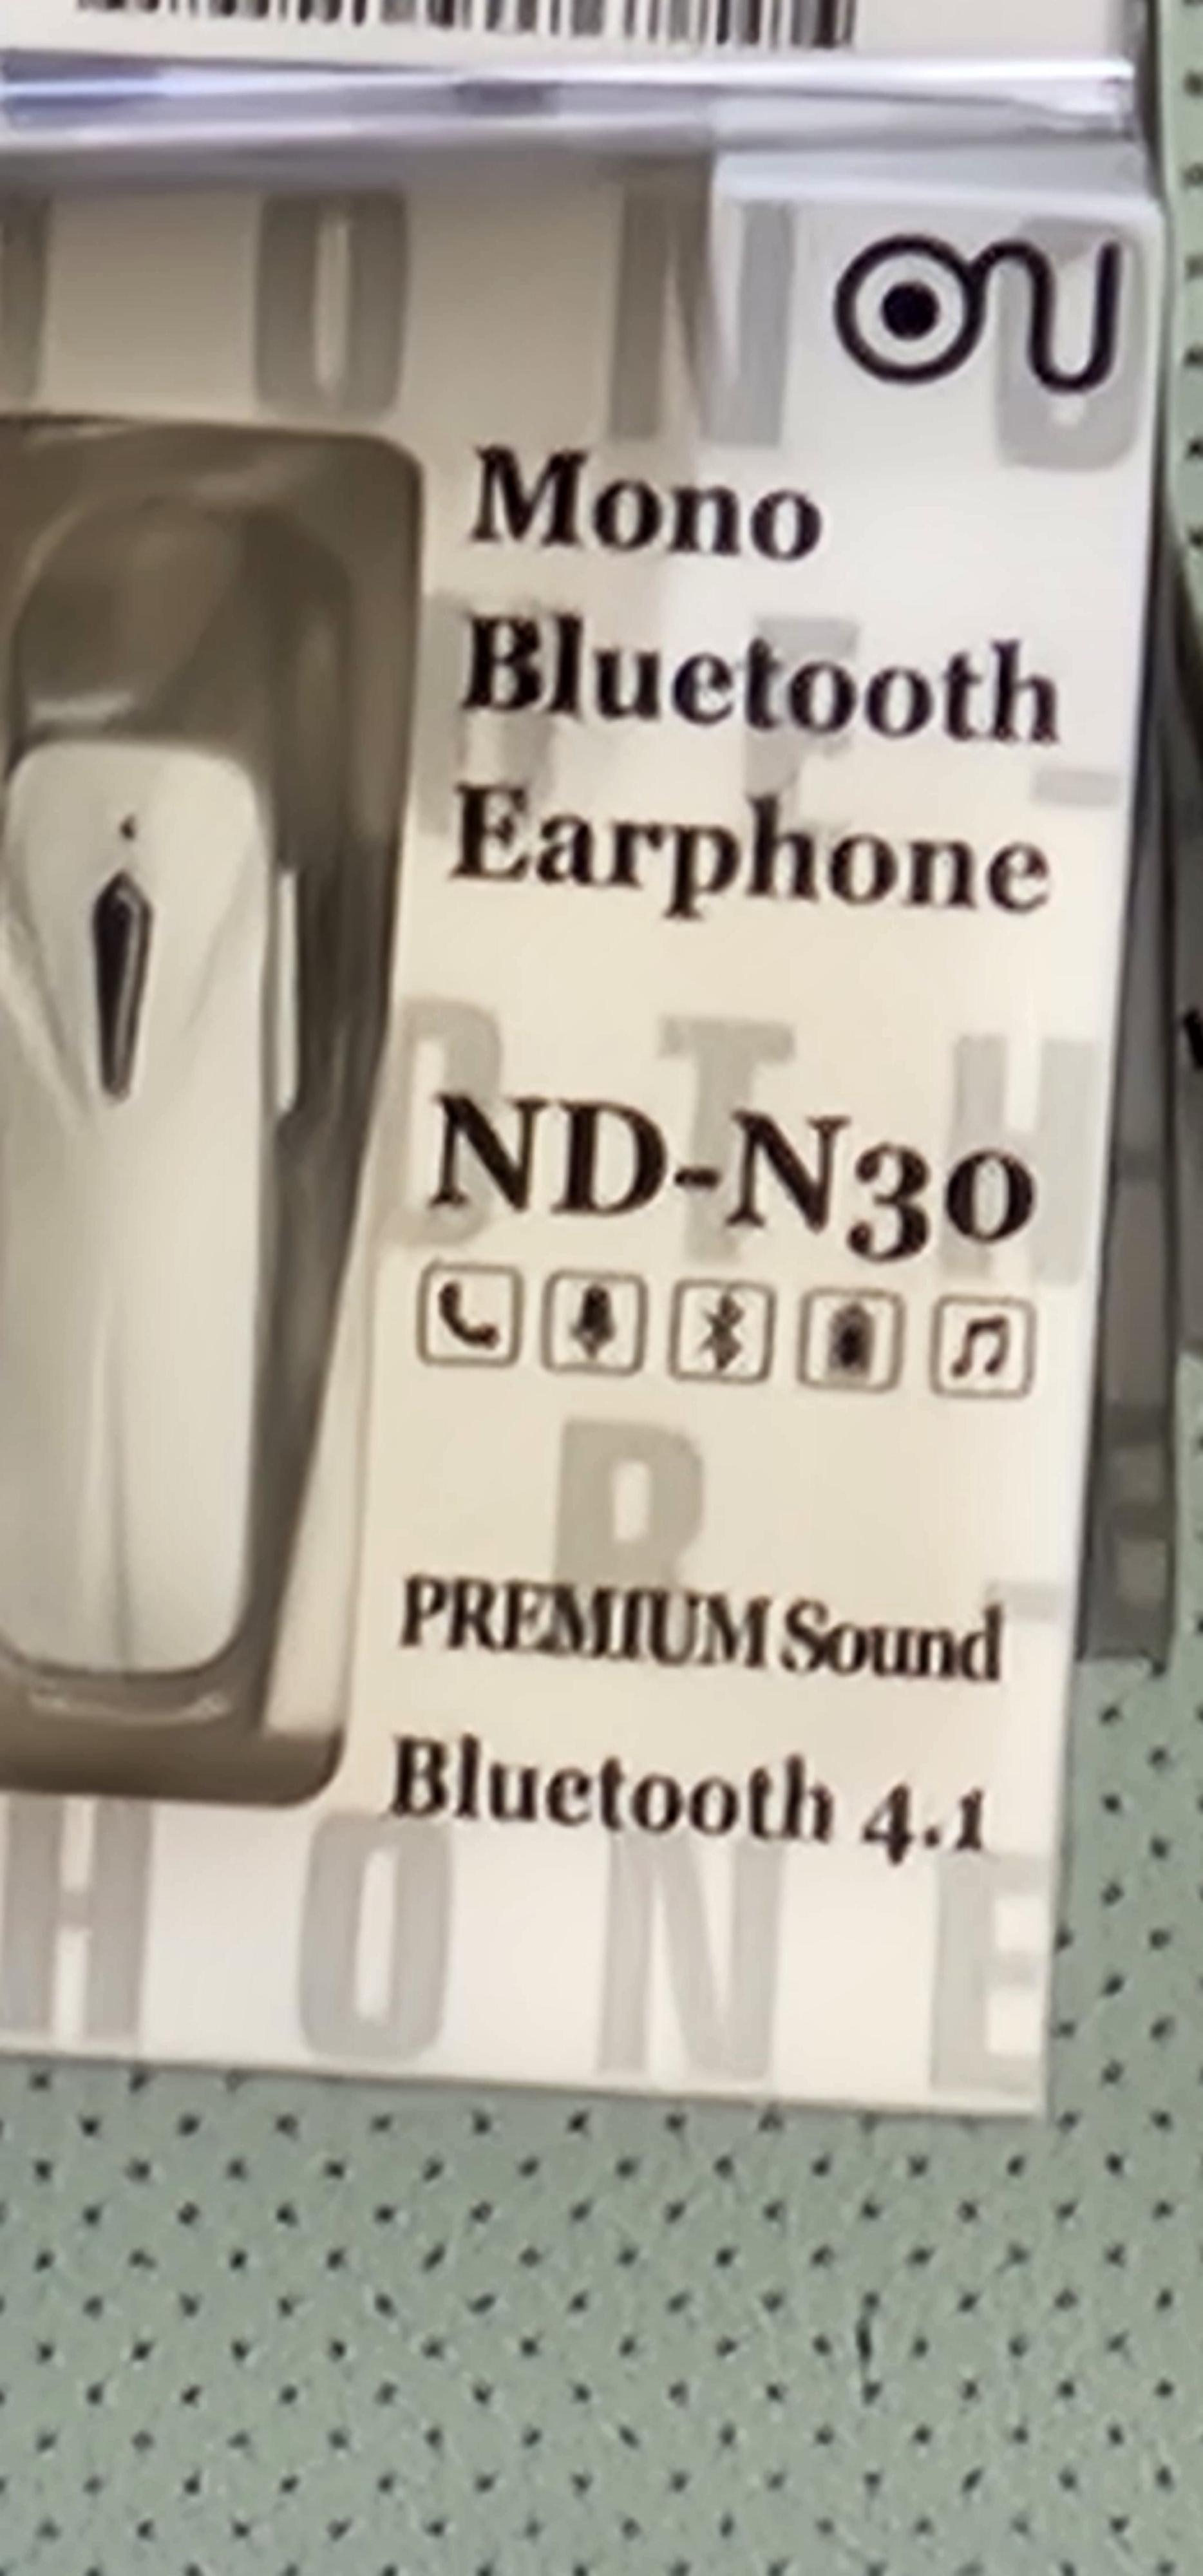 Mono
Bluetooth
Earphone
ND-N30
PREMIUM Sound
Bluetooth 4.1
H O N E